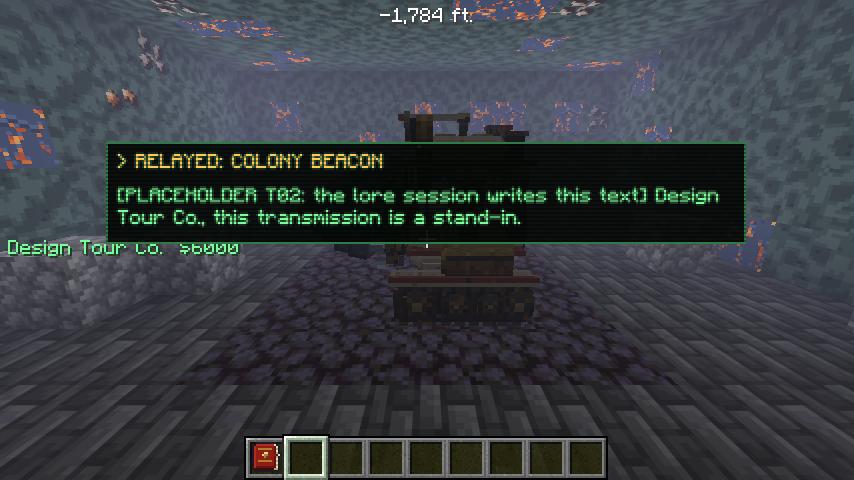 -1,784 ft.
> RELAYED: COLONY BEACON
[PLACEHOLDER T02: the lore session writes this text] Design
Tour Co., this transmission is a stand-in.
Design Tour Co. $6000